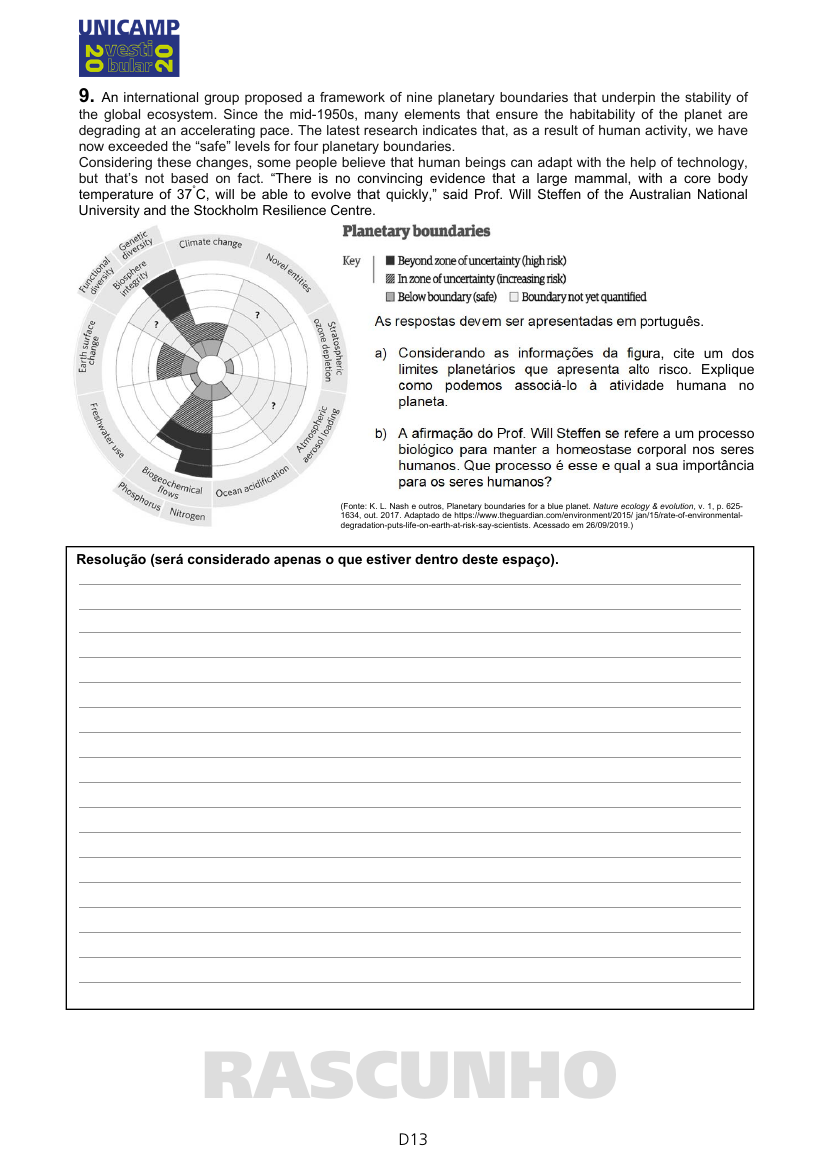 UNICAMP
2020
vesti
bular
9. An international group proposed a framework of nine planetary boundaries that underpin the stability of
the global ecosystem. Since the mid-1950s, many elements that ensure the habitability of the planet are
degrading at an accelerating pace. The latest research indicates that, as a result of human activity, we have
now exceeded the “safe” levels for four planetary boundaries.
Considering these changes, some people believe that human beings can adapt with the help of technology,
but that’s not based on fact. “There is no convincing evidence that a large mammal, with a core body
temperature of 37°C, will be able to evolve that quickly,” said Prof. Will Steffen of the Australian National
University and the Stockholm Resilience Centre.
Functional
diversity
Genetic
diversity
Biosphere
integrity
Climate change
Novel entities
Stratospheric
ozone depletion
Atmospheric
aerosol loading
Ocean acidification
Biogeochemical
flows
Phosphorus
Nitrogen
Freshwater use
Earth surface
change
?
?
?
Planetary boundaries
Key
Beyond zone of uncertainty (high risk)
In zone of uncertainty (increasing risk)
Below boundary (safe) Boundary not yet quantified
As respostas devem ser apresentadas em português.
a) Considerando as informações da figura, cite um dos
limites planetários que apresenta alto risco. Explique
como podemos associá-lo à atividade humana no
planeta.
b) A afirmação do Prof. Will Steffen se refere a um processo
biológico para manter a homeostase corporal nos seres
humanos. Que processo é esse e qual a sua importância
para os seres humanos?
(Fonte: K. L. Nash e outros, Planetary boundaries for a blue planet. Nature ecology & evolution, v. 1, p. 625-
1634, out. 2017. Adaptado de https://www.theguardian.com/environment/2015/ jan/15/rate-of-environmental-
degradation-puts-life-on-earth-at-risk-say-scientists. Acessado em 26/09/2019.)
Resolução (será considerado apenas o que estiver dentro deste espaço).
RASCUNHO
D13